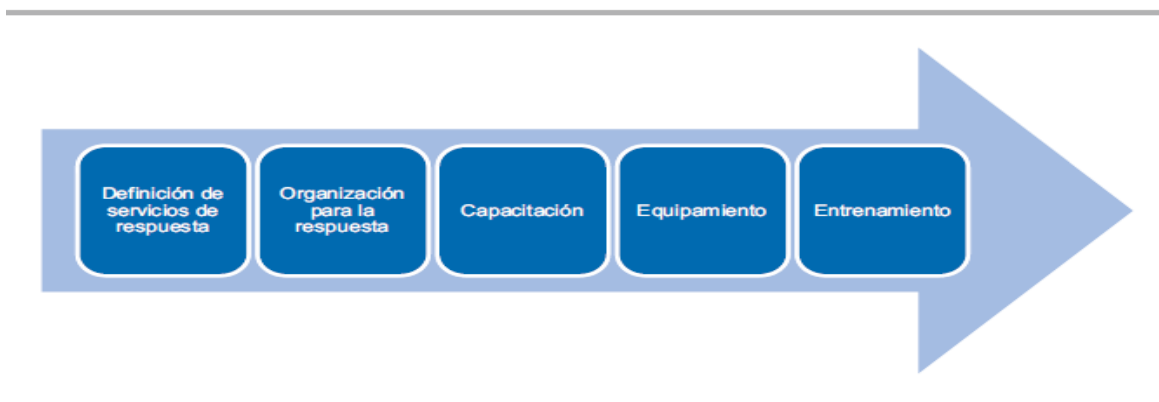 Definición de
servicios de
respuesta
Organización
para la
respuesta
Capacitación
Equipamiento
Entrenamiento